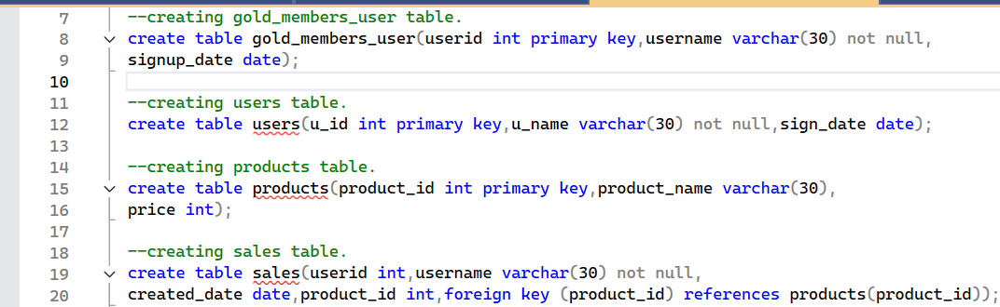 7 --creating gold_members_user table.
8 create table gold_members_user(userid int primary key,username varchar(30) not null,
9 signup_date date);
10
11 --creating users table.
12 create table users(u_id int primary key,u_name varchar(30) not null,sign_date date);
13
14 --creating products table.
15 create table products(product_id int primary key,product_name varchar(30),
16 price int);
17
18 --creating sales table.
19 create table sales(userid int,username varchar(30) not null,
20 created_date date,product_id int,foreign key (product_id) references products(product_id));